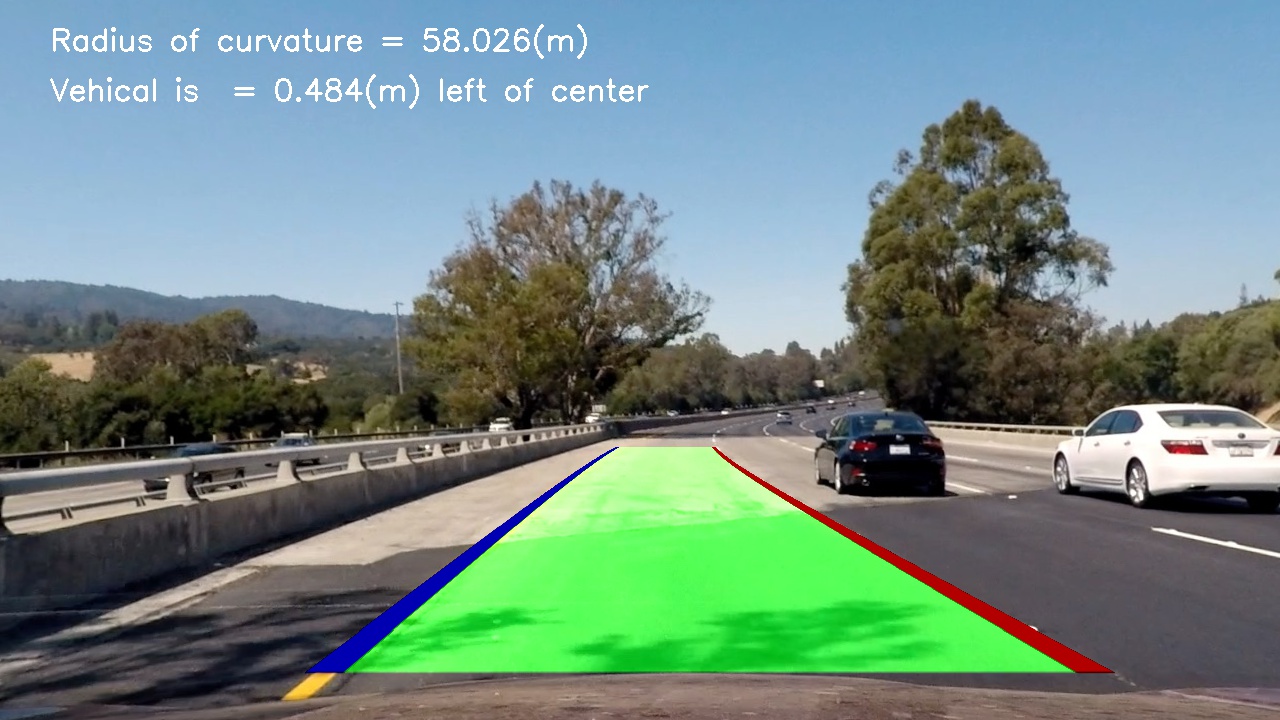 Radius of curvature = 58.026(m)
Vehical is  = 0.484(m) left of center